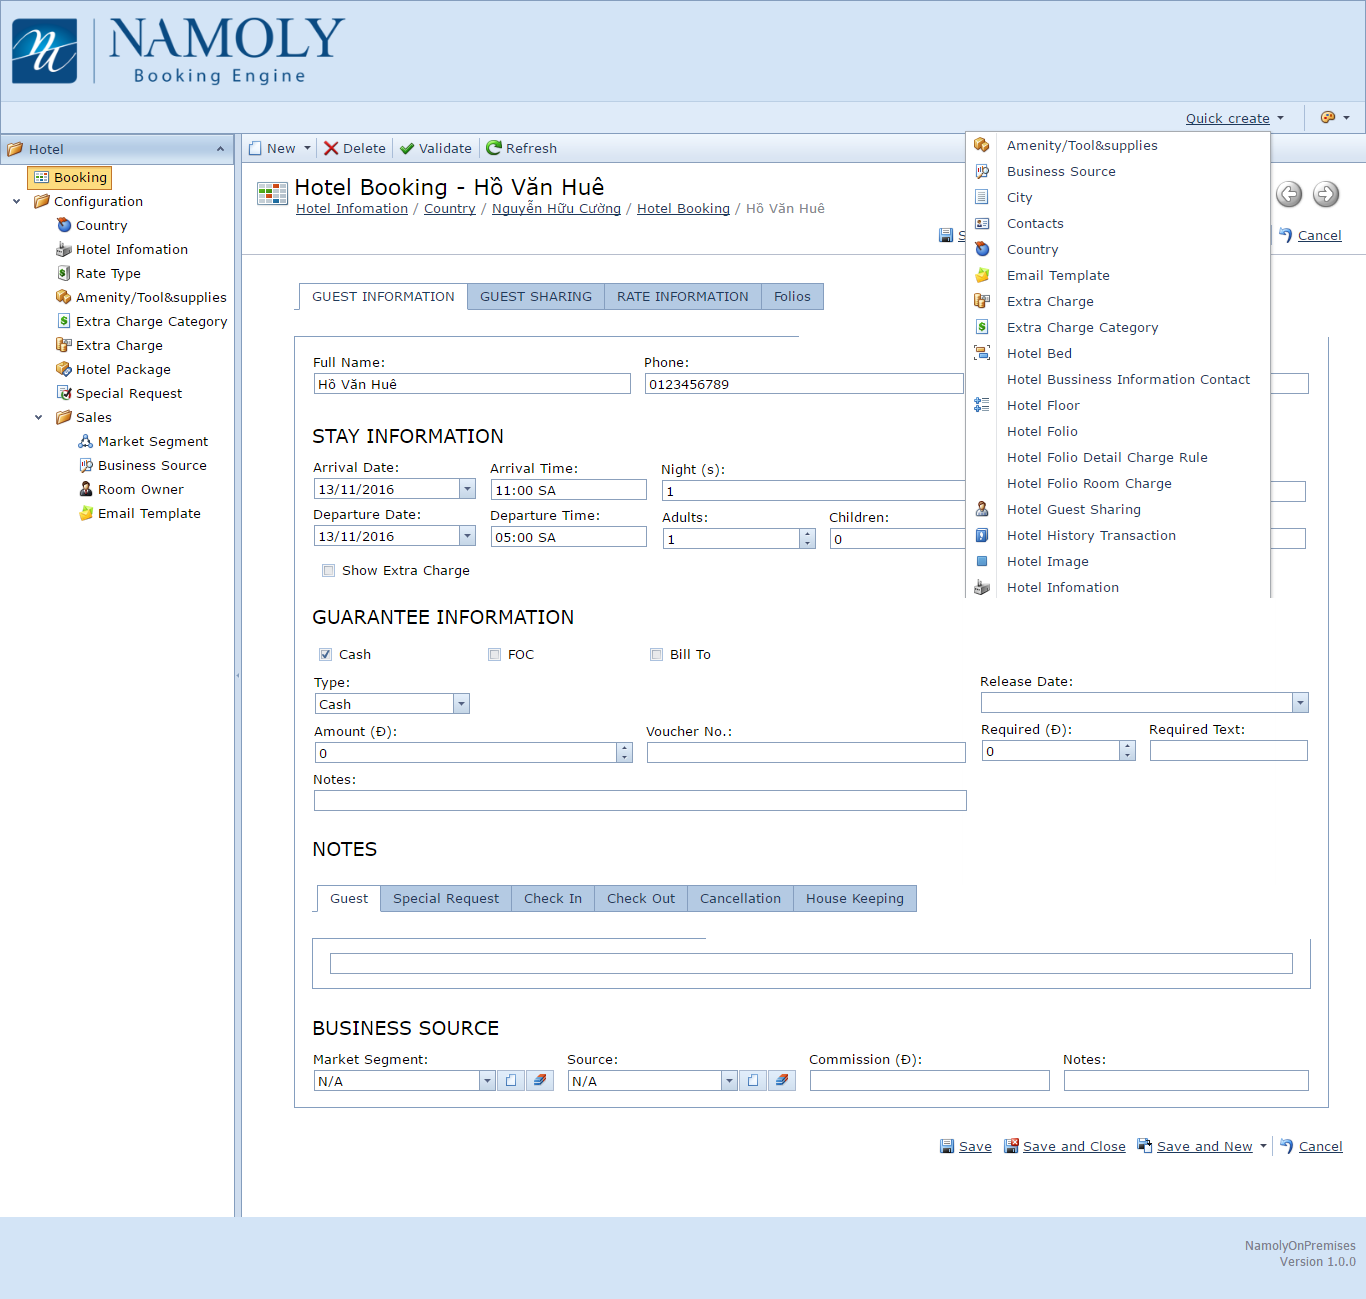 NAMOLY
Booking Engine
Quick create
Hotel
Booking
Configuration
Country
Hotel Infomation
Rate Type
Amenity/Tool&supplies
Extra Charge Category
Extra Charge
Hotel Package
Special Request
Sales
Market Segment
Business Source
Room Owner
Email Template
New Delete Validate Refresh
Hotel Booking - Hồ Văn Huê
Hotel Infomation / Country / Nguyễn Hữu Cường / Hotel Booking / Hồ Văn Huê
S Cancel
Amenity/Tool&supplies
Business Source
City
Contacts
Country
Email Template
Extra Charge
Extra Charge Category
Hotel Bed
Hotel Bussiness Information Contact
Hotel Floor
Hotel Folio
Hotel Folio Detail Charge Rule
Hotel Folio Room Charge
Hotel Guest Sharing
Hotel History Transaction
Hotel Image
Hotel Infomation
GUEST INFORMATION GUEST SHARING RATE INFORMATION Folios
Full Name: Phone:
Hồ Văn Huê 0123456789
STAY INFORMATION
Arrival Date: Arrival Time: Night (s):
13/11/2016 11:00 SA 1
Departure Date: Departure Time: Adults: Children:
13/11/2016 05:00 SA 1 0
Show Extra Charge
GUARANTEE INFORMATION
Cash FOC Bill To
Type: Release Date:
Cash
Amount (Đ): Voucher No.: Required (Đ): Required Text:
0 0
Notes:
NOTES
Guest Special Request Check In Check Out Cancellation House Keeping
BUSINESS SOURCE
Market Segment: Source: Commission (Đ): Notes:
N/A N/A
Save Save and Close Save and New Cancel
NamolyOnPremises
Version 1.0.0